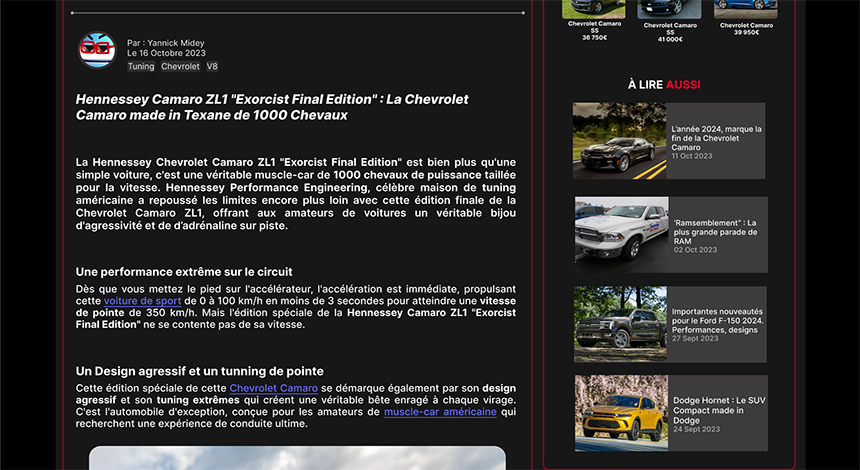 Par : Yannick Midey
Le 16 Octobre 2023
Tuning Chevrolet V8
Hennessey Camaro ZL1 "Exorcist Final Edition" : La Chevrolet
Camaro made in Texane de 1000 Chevaux
La Hennessey Chevrolet Camaro ZL1 "Exorcist Final Edition" est bien plus qu'une
simple voiture, c'est une véritable muscle-car de 1000 chevaux de puissance taillée
pour la vitesse. Hennessey Performance Engineering, célèbre maison de tuning
américaine a repoussé les limites encore plus loin avec cette édition finale de la
Chevrolet Camaro ZL1, offrant aux amateurs de voitures un véritable bijou
d'agressivité et de d'adrénaline sur piste.
Une performance extrême sur le circuit
Dès que vous mettez le pied sur l'accélérateur, l'accélération est immédiate, propulsant
cette voiture de sport de 0 à 100 km/h en moins de 3 secondes pour atteindre une vitesse
de pointe de 350 km/h. Mais l'édition spéciale de la Hennessey Camaro ZL1 "Exorcist
Final Edition" ne se contente pas de sa vitesse.
Un Design agressif et un tunning de pointe
Cette édition spéciale de cette Chevrolet Camaro se démarque également par son design
agressif et son tuning extrêmes qui créent une véritable bête enragé à chaque virage.
C'est l'automobile d'exception, conçue pour les amateurs de muscle-car américaine qui
recherchent une expérience de conduite ultime.
Chevrolet Camaro
SS
36 750€
Chevrolet Camaro
SS
41 000€
Chevrolet Camaro
39 950€
À LIRE AUSSI
L'année 2024, marque la
fin de la Chevrolet
Camaro
11 Oct 2023
'Ramsemblement" : La
plus grande parade de
RAM
02 Oct 2023
Importantes nouveautés
pour le Ford F-150 2024.
Performances, designs
27 Sept 2023
Dodge Hornet : Le SUV
Compact made in
Dodge
24 Sept 2023